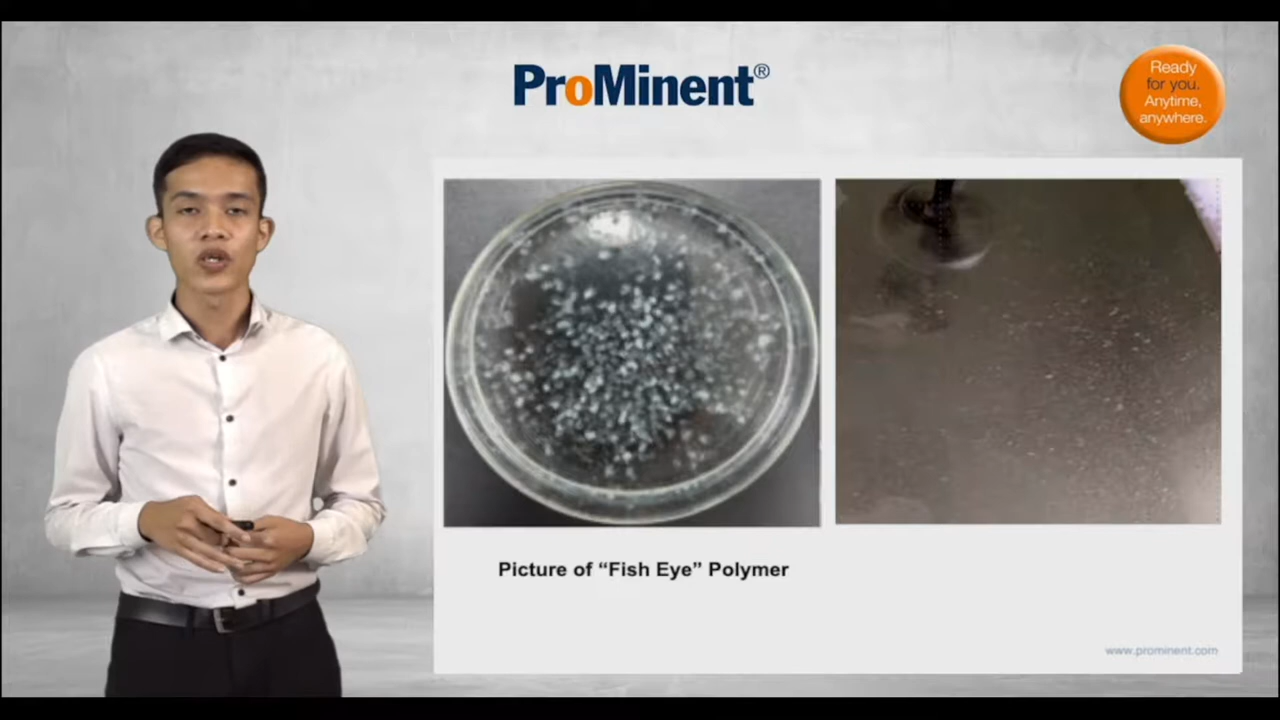 ProMinent®
Ready
for you.
Anytime,
anywhere.
Picture of “Fish Eye” Polymer
www.prominent.com